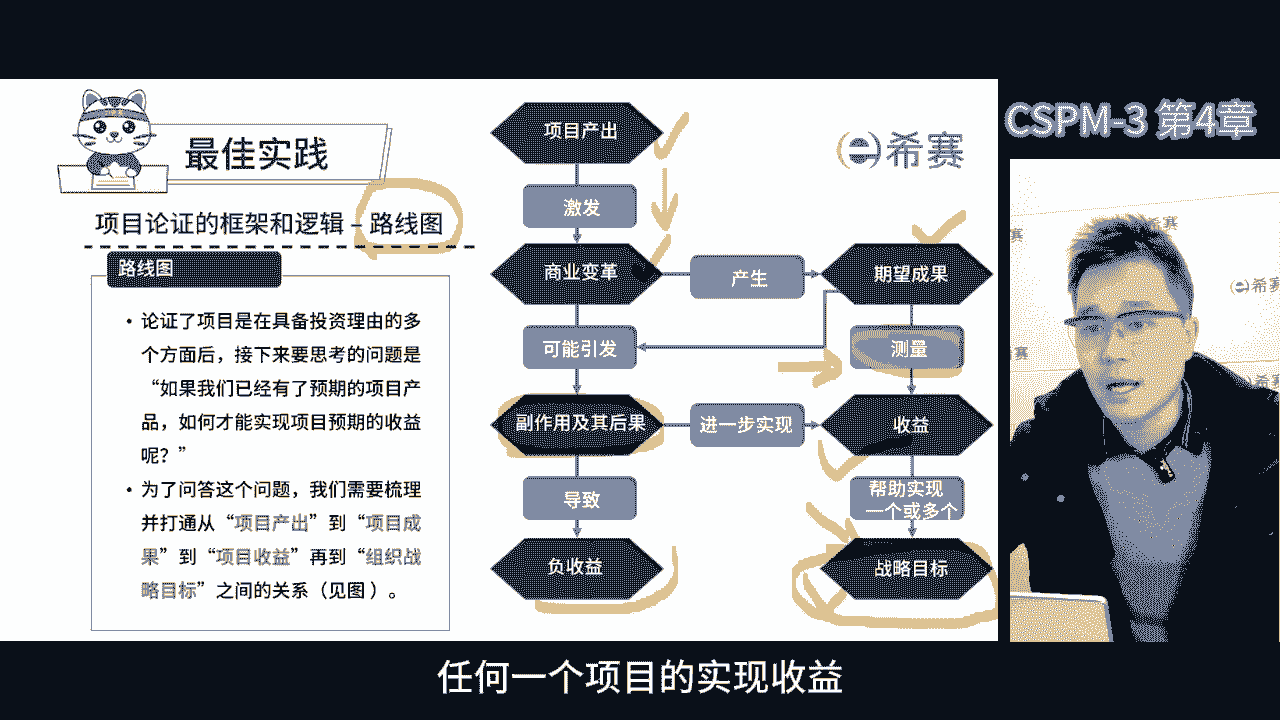 CSPM-3 第4章
希赛
最佳实践
项目论证的框架和逻辑 – 路线图
路线图
• 论证了项目是在具备投资理由的多
个方面后，接下来要思考的问题是
“如果我们已经有了预期的项目产
品，如何才能实现项目预期的收益
呢？”
• 为了问答这个问题，我们需要梳理
并打通从“项目产出”到“项目成
果”到“项目收益”再到“组织战
略目标”之间的关系（见图）。
项目产出
激发
商业变革
产生
期望成果
可能引发
测量
副作用及其后果
进一步实现
收益
导致
帮助实现
一个或多个
负收益
战略目标
希赛
任何一个项目的实现收益